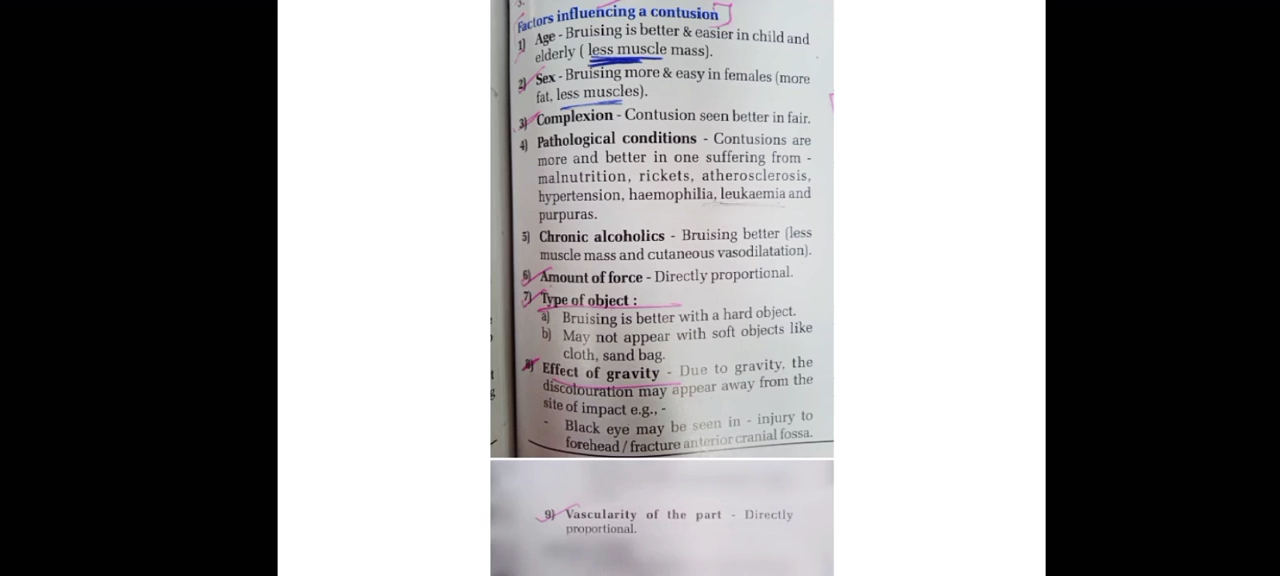 Factors influencing a contusion
1) Age - Bruising is better & easier in child and
elderly ( less muscle mass).
2) Sex - Bruising more & easy in females (more
fat, less muscles).
3) Complexion - Contusion seen better in fair.
4) Pathological conditions - Contusions are
more and better in one suffering from -
malnutrition, rickets, atherosclerosis,
hypertension, haemophilia, leukaemia and
purpuras.
5) Chronic alcoholics - Bruising better (less
muscle mass and cutaneous vasodilatation).
6) Amount of force - Directly proportional.
7) Type of object :
a) Bruising is better with a hard object.
b) May not appear with soft objects like
cloth, sand bag.
8) Effect of gravity - Due to gravity, the
discolouration may appear away from the
site of impact e.g., -
- Black eye may be seen in - injury to
forehead / fracture anterior cranial fossa.
9) Vascularity of the part - Directly
proportional.